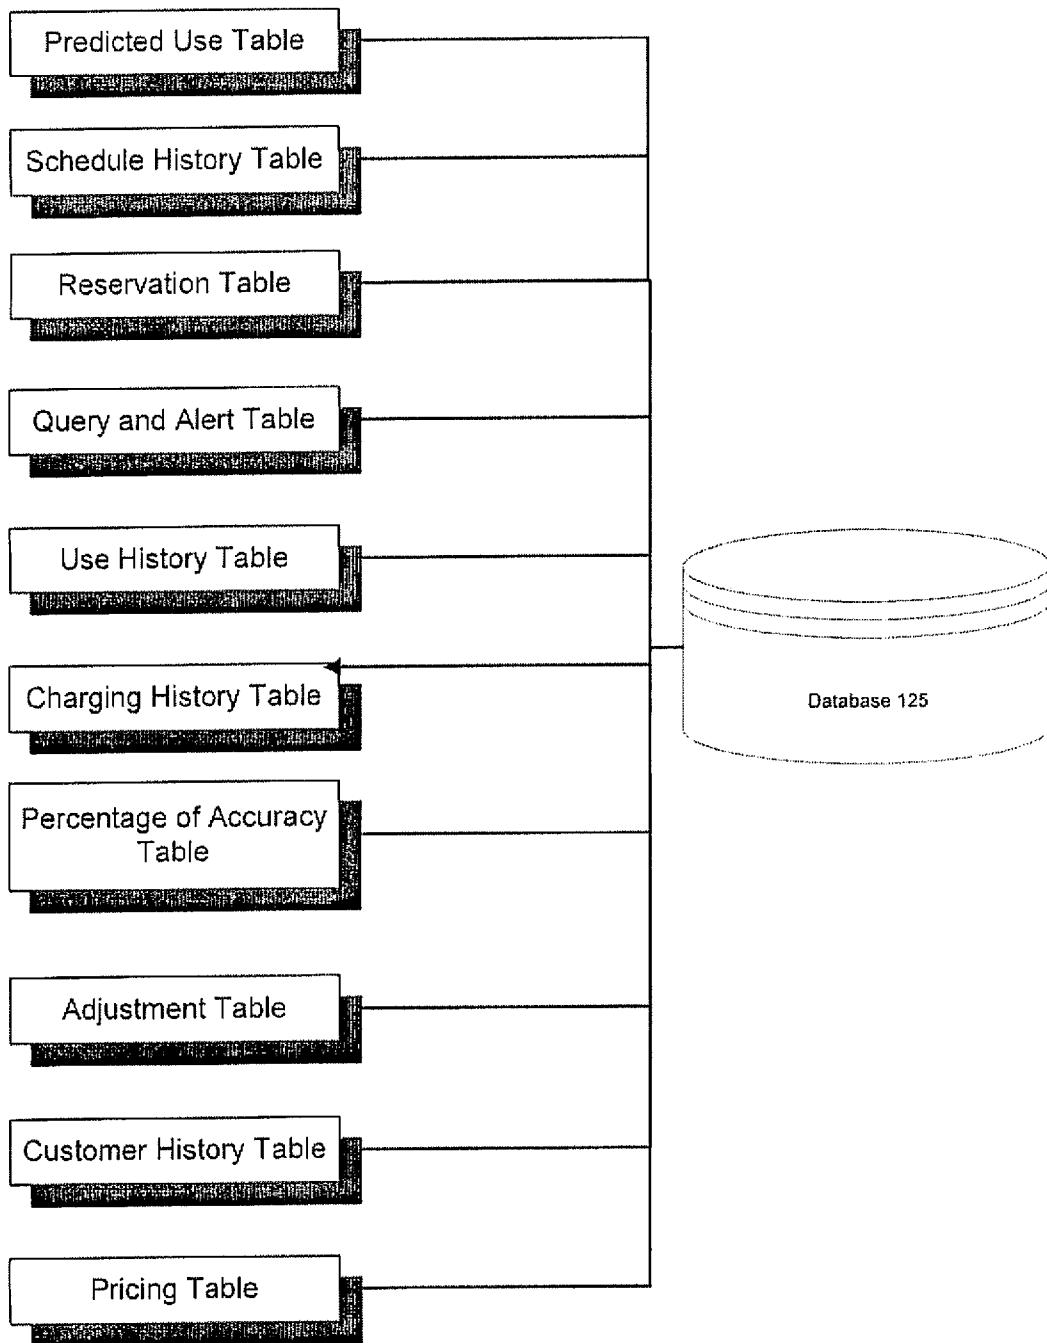 Predicted Use Table
Schedule History Table
Reservation Table
Query and Alert Table
Use History Table
Charging History Table
Database 125
Percentage of Accuracy
Table
Adjustment Table
Customer History Table
Pricing Table